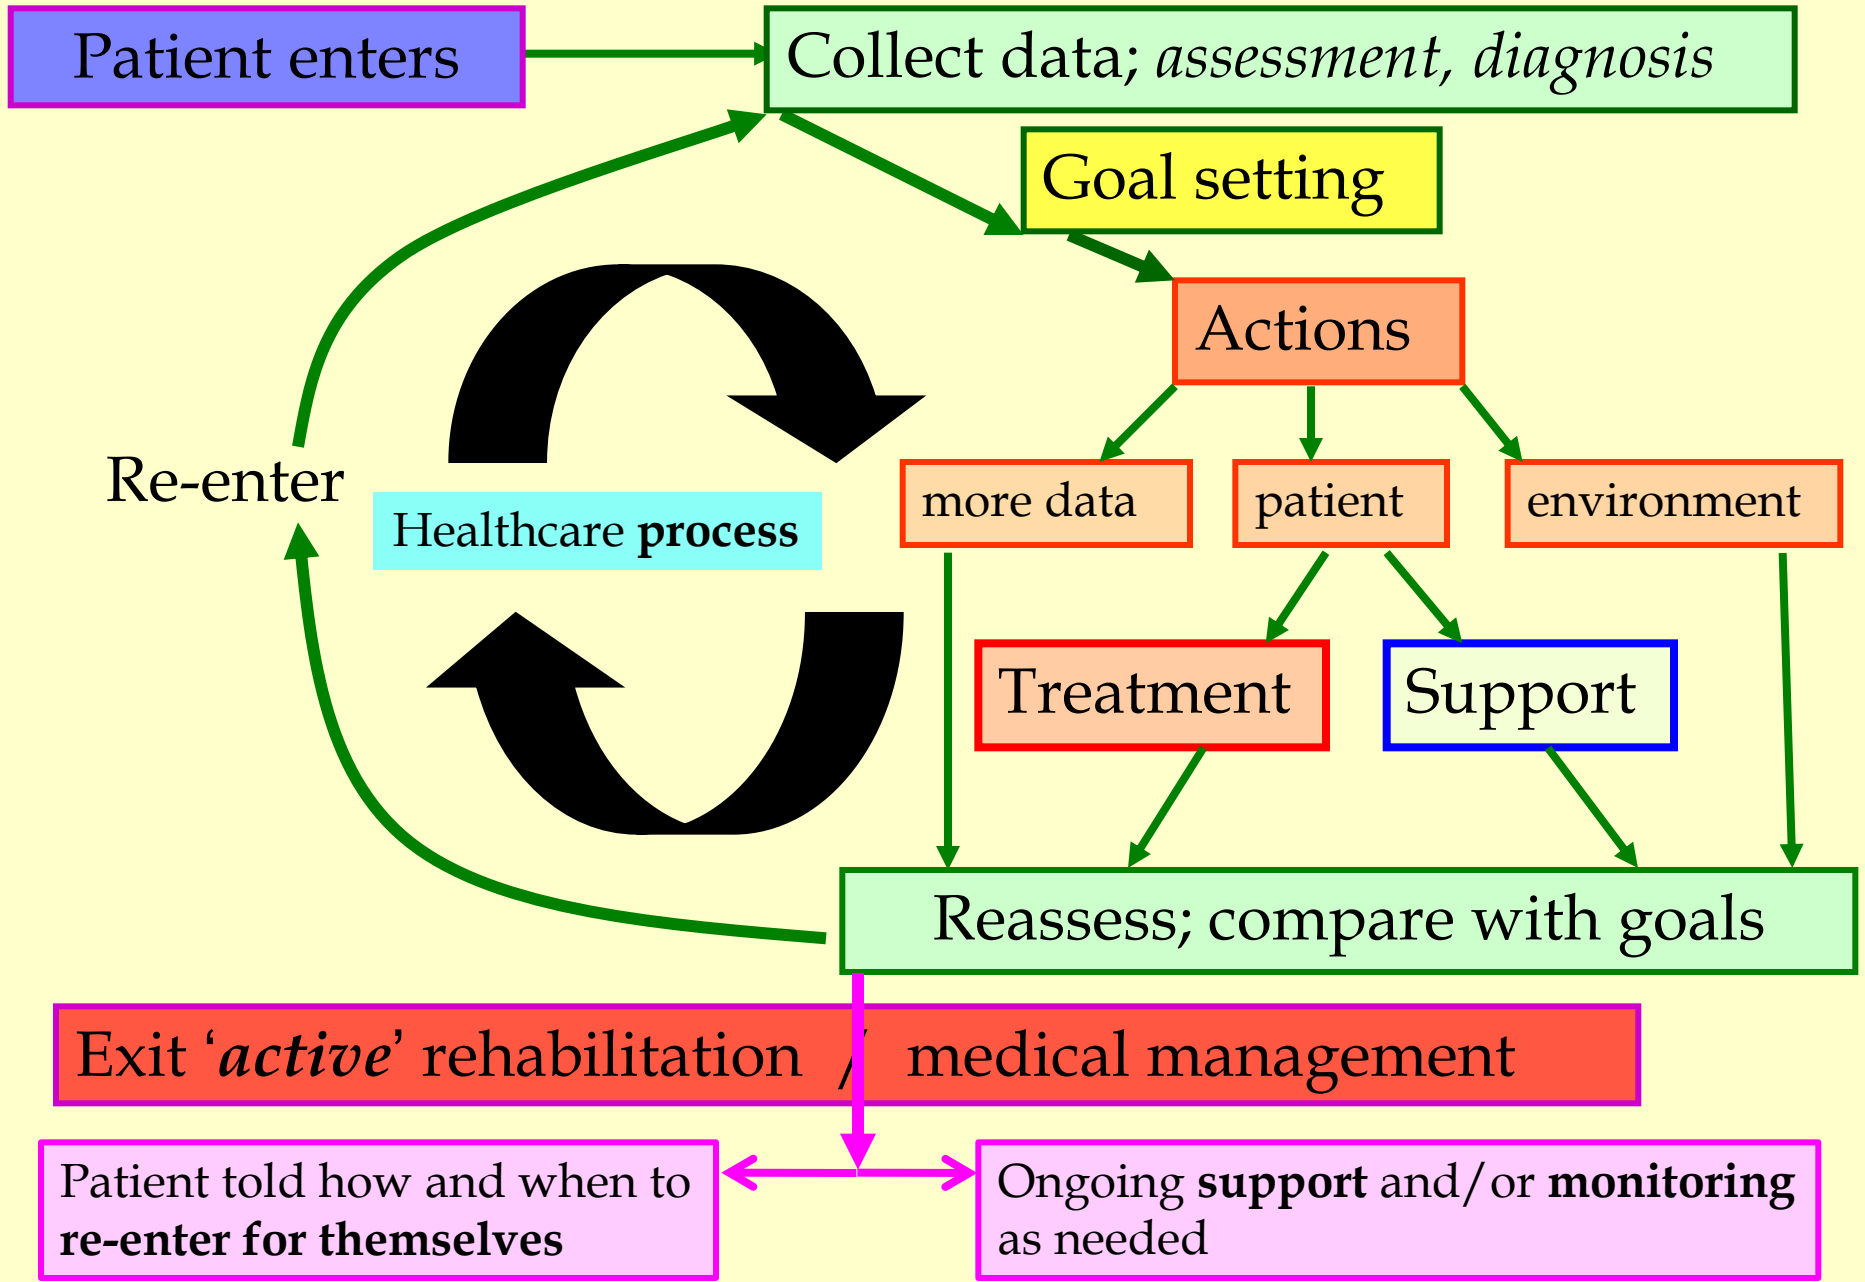 Patient enters
Collect data; assessment, diagnosis
Goal setting
Actions
Re-enter
Healthcare process
more data
patient
environment
Treatment
Support
Reassess; compare with goals
Exit ‘active’ rehabilitation / medical management
Patient told how and when to
re-enter for themselves
Ongoing support and/or monitoring
as needed